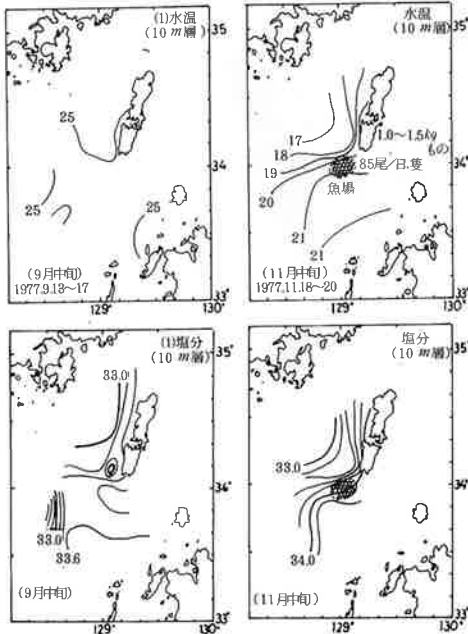 (1)水温
(10 m層)
35°
25
34
25
25
(9月中旬)
1977.9.13~17
33°
129°
130°
水温
(10 m層)
35°
17
18
19
20
21
21
1.0~1.5kg
もの
85尾/日.隻
魚場
34
(11月中旬)
1977.11.18~20
33°
129°
130°
(1)塩分
(10 m層)
33.0
35°
36°
33.0
33.6
(9月中旬)
33
129°
130°
塩分
(10 m層)
35°
33.0
36°
34.0
(11月中旬)
33°
129°
130°